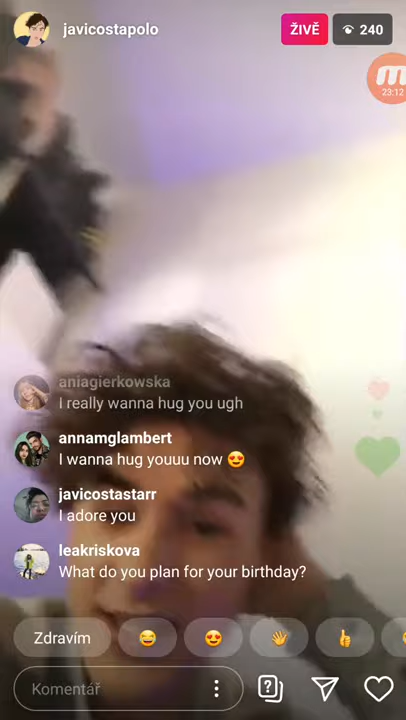 javicostapolo
ŽIVĚ
240
23:12
aniagierkowska
I really wanna hug you ugh
annamglambert
I wanna hug youuu now 😍
javicostastarr
I adore you
leakriskova
What do you plan for your birthday?
Zdravím
Komentář